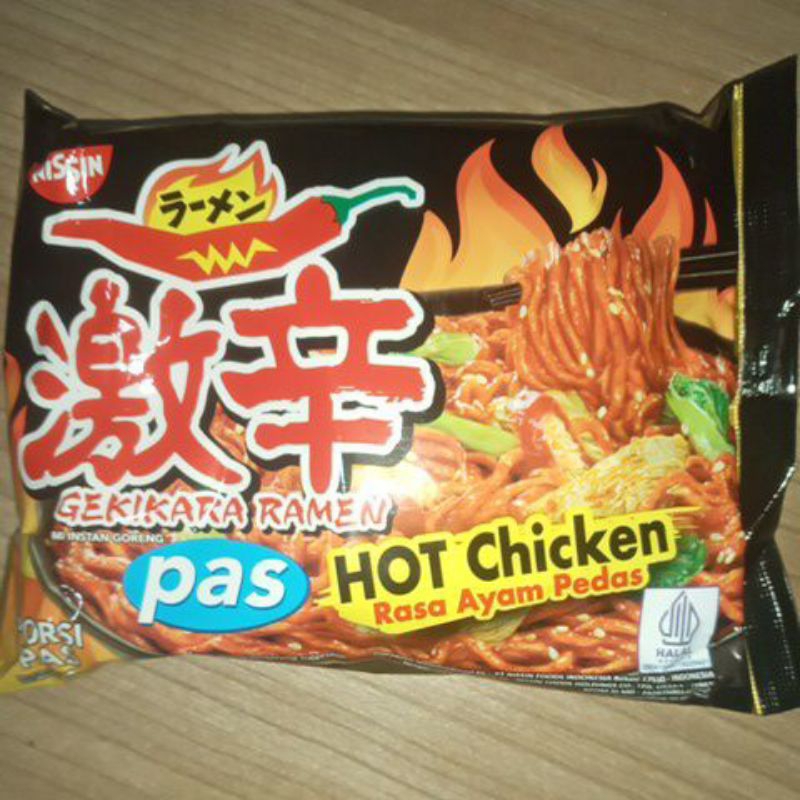 NISSIN
ラーメン
激辛
GEKIKARA RAMEN
MI INSTAN GORENG
pas
HOT Chicken
Rasa Ayam Pedas
PORSI
PAS
HALAL
INDONESIA